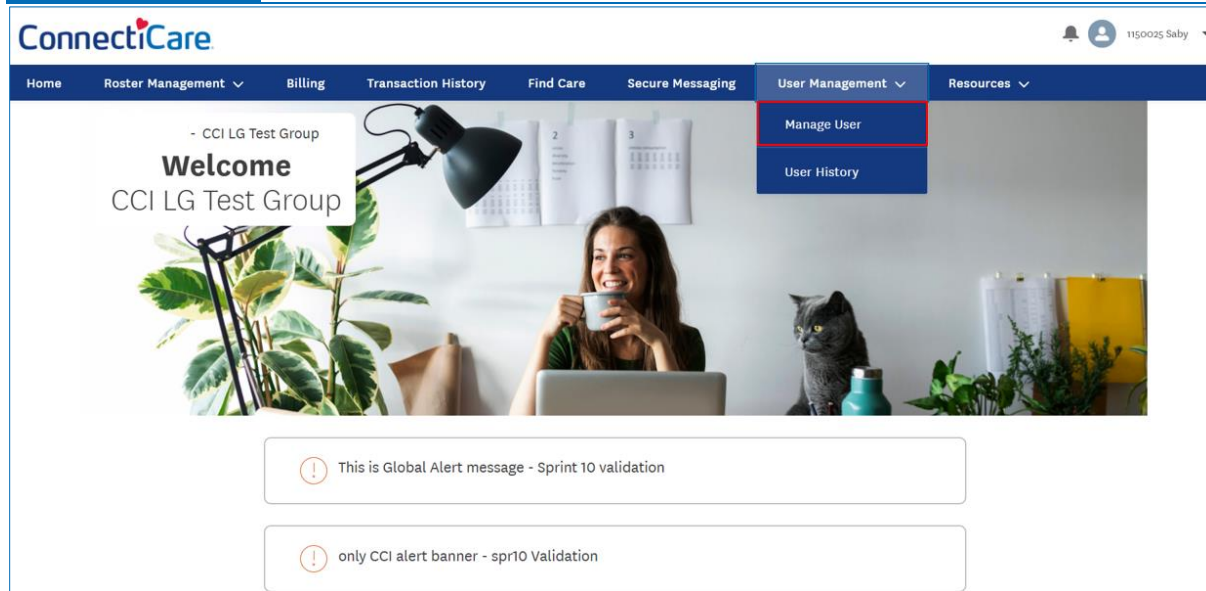 ConnectiCare
1150025 Saby
Home Roster Management Billing Transaction History Find Care Secure Messaging User Management Resources
Manage User
User History
- CCI LG Test Group
Welcome
CCI LG Test Group
2
3
This is Global Alert message - Sprint 10 validation
only CCI alert banner - spr10 Validation